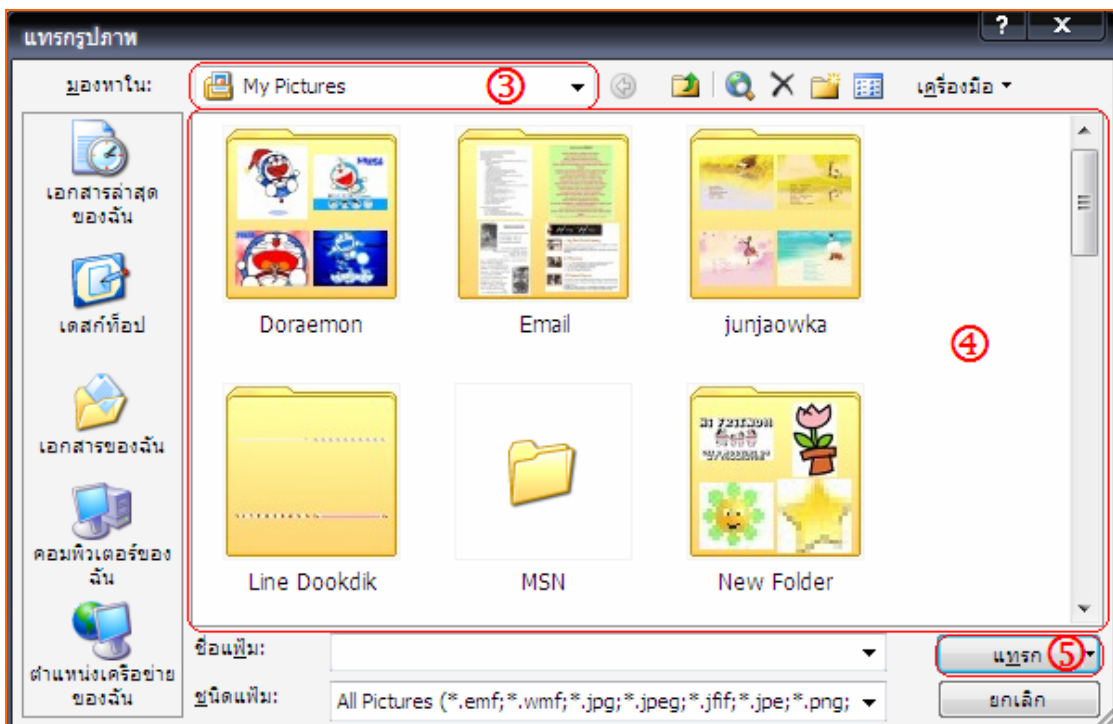 แทรกรูปภาพ
? X
มองหาใน:
My Pictures
③
เครื่องมือ
เอกสารล่าสุด
ของฉัน
เดสก์ท็อป
เอกสารของฉัน
คอมพิวเตอร์ของ
ฉัน
ตำแหน่งเครือข่าย
ของฉัน
Doraemon
Email
junjaowka
④
Line Dookdik
MSN
HI FRIEND!!
New Folder
ชื่อแฟ้ม:
แทรก
⑤
ชนิดแฟ้ม:
All Pictures (*.emf;*.wmf;*.jpg;*.jpeg;*.jfif;*.jpe;*.png;
ยกเลิก